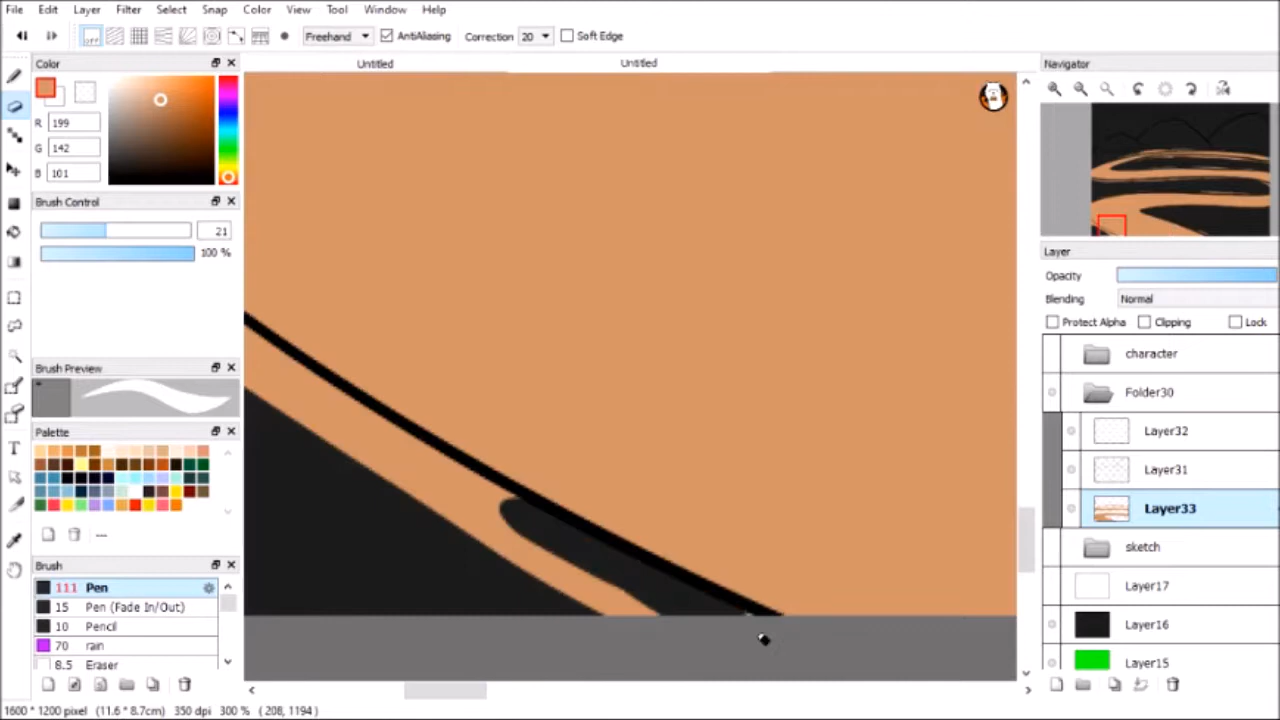 File Edit Layer Filter Select Snap Color View Tool Window Help
OFF Freehand AntiAliasing Correction 20 Soft Edge
Color
Untitled Untitled
Navigator
R 199
G 142
B 101
Brush Control
21
100 %
Brush Preview
Palette
---
Brush
111 Pen
15 Pen (Fade In/Out)
10 Pencil
70 rain
8.5 Eraser
Layer
Opacity
Blending Normal
Protect Alpha Clipping Lock
character
Folder30
Layer32
Layer31
Layer33
sketch
Layer17
Layer16
Layer15
1600 * 1200 pixel (11.6 * 8.7cm) 350 dpi 300 % ( 208, 1194 )